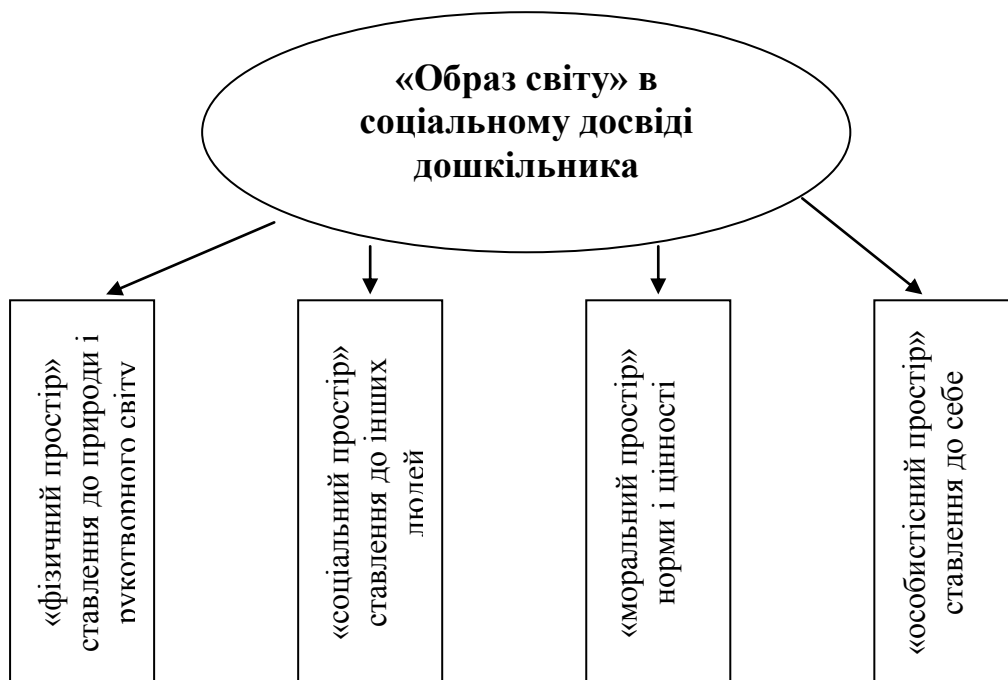 «Образ світу» в
соціальному досвіді
дошкільника
«фізичний простір»
ставлення до природи і
рукотворного світу
«соціальний простір»
ставлення до інших
людей
«моральний простір»
норми і цінності
«особистісний простір»
ставлення до себе